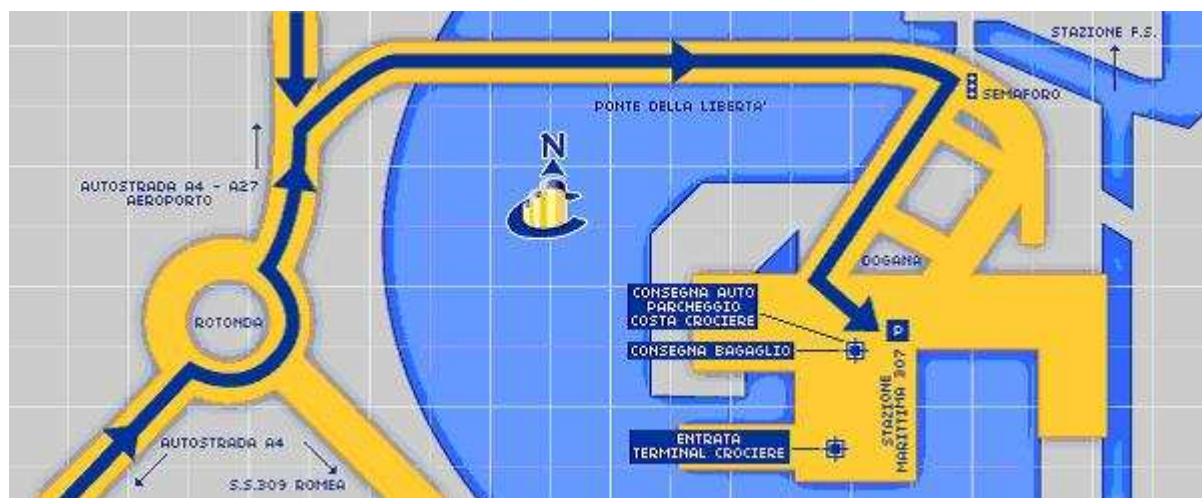 STAZIONE F.S.
SEMAFORO
PONTE DELLA LIBERTA'
N
AUTOSTRADA A4 - A27
AEROPORTO
DOGANA
CONSEGNA AUTO
PARCHEGGIO
COSTA CROCIERE
ROTONDA
P
CONSEGNA BAGAGLIO
STAZIONE
MARITTIMA 307
AUTOSTRADA A4
ENTRATA
TERMINAL CROCIERE
S.S.309 ROMEA